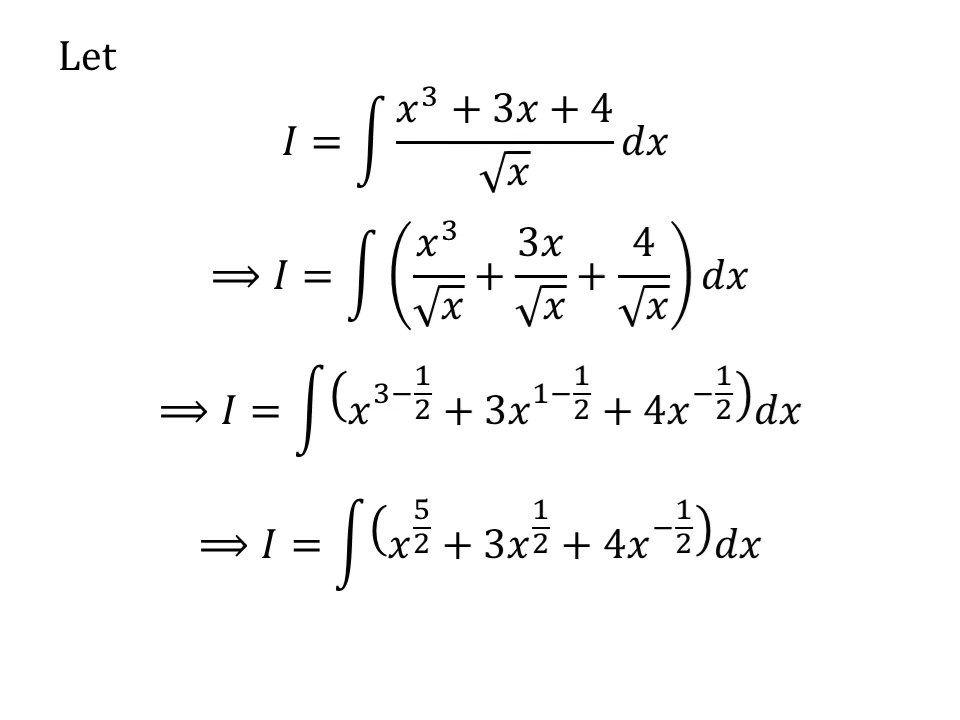 Let
I = ∫ (x³ + 3x + 4)/√x dx
⟹ I = ∫ (x³/√x + 3x/√x + 4/√x) dx
⟹ I = ∫(x^(3−1/2) + 3x^(1−1/2) + 4x^(−1/2))dx
⟹ I = ∫(x^(5/2) + 3x^(1/2) + 4x^(−1/2))dx